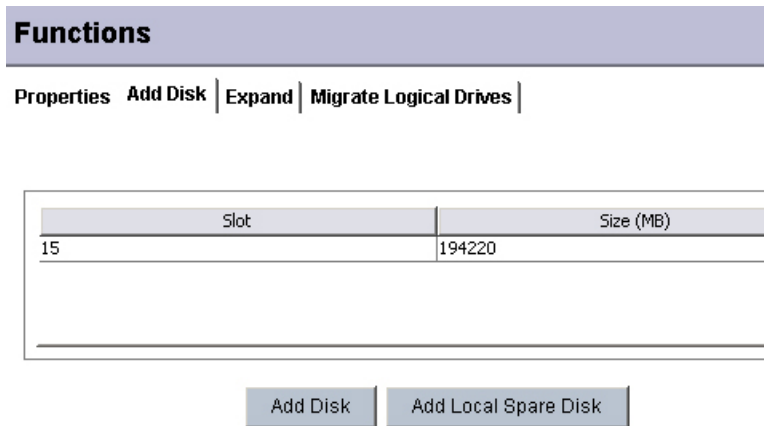 Functions
Properties Add Disk Expand Migrate Logical Drives
Slot Size (MB)
15 194220
Add Disk Add Local Spare Disk